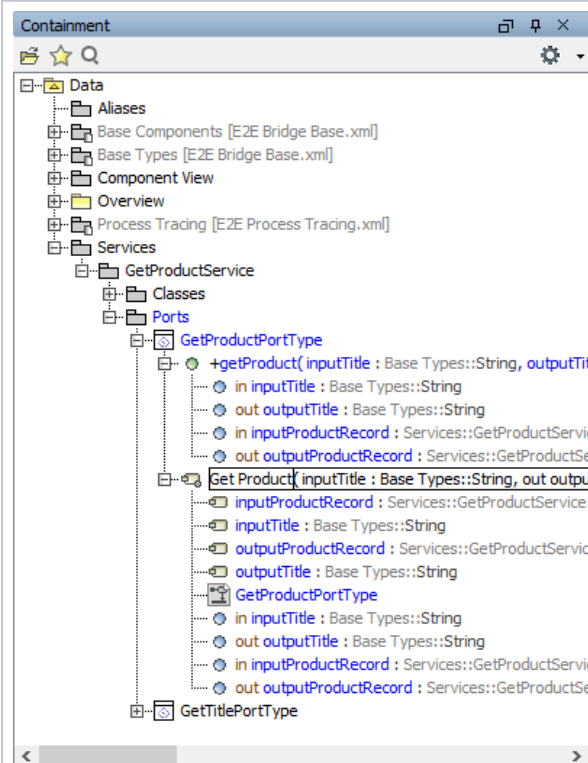 Containment
Data
Aliases
Base Components [E2E Bridge Base.xml]
Base Types [E2E Bridge Base.xml]
Component View
Overview
Process Tracing [E2E Process Tracing.xml]
Services
GetProductService
Classes
Ports
GetProductPortType
+getProduct( inputTitle : Base Types::String, outputTit
in inputTitle : Base Types::String
out outputTitle : Base Types::String
in inputProductRecord : Services::GetProductServi
out outputProductRecord : Services::GetProductSe
Get Product( inputTitle : Base Types::String, out outpu
inputProductRecord : Services::GetProductService
inputTitle : Base Types::String
outputProductRecord : Services::GetProductServic
outputTitle : Base Types::String
GetProductPortType
in inputTitle : Base Types::String
out outputTitle : Base Types::String
in inputProductRecord : Services::GetProductServi
out outputProductRecord : Services::GetProductSe
GetTitlePortType